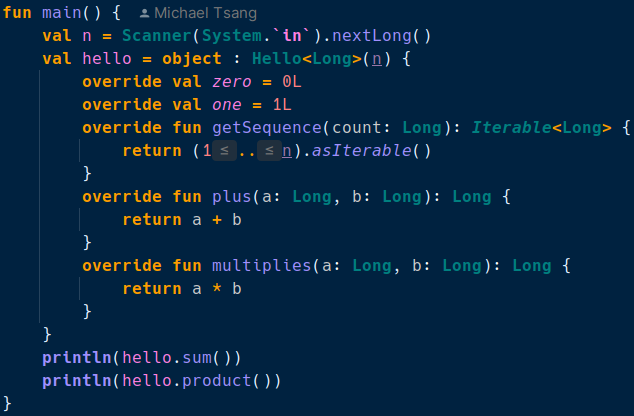 fun main() { Michael Tsang
    val n = Scanner(System.`in`).nextLong()
    val hello = object : Hello<Long>(n) {
        override val zero = 0L
        override val one = 1L
        override fun getSequence(count: Long): Iterable<Long> {
            return (1≤..≤n).asIterable()
        }
        override fun plus(a: Long, b: Long): Long {
            return a + b
        }
        override fun multiplies(a: Long, b: Long): Long {
            return a * b
        }
    }
    println(hello.sum())
    println(hello.product())
}